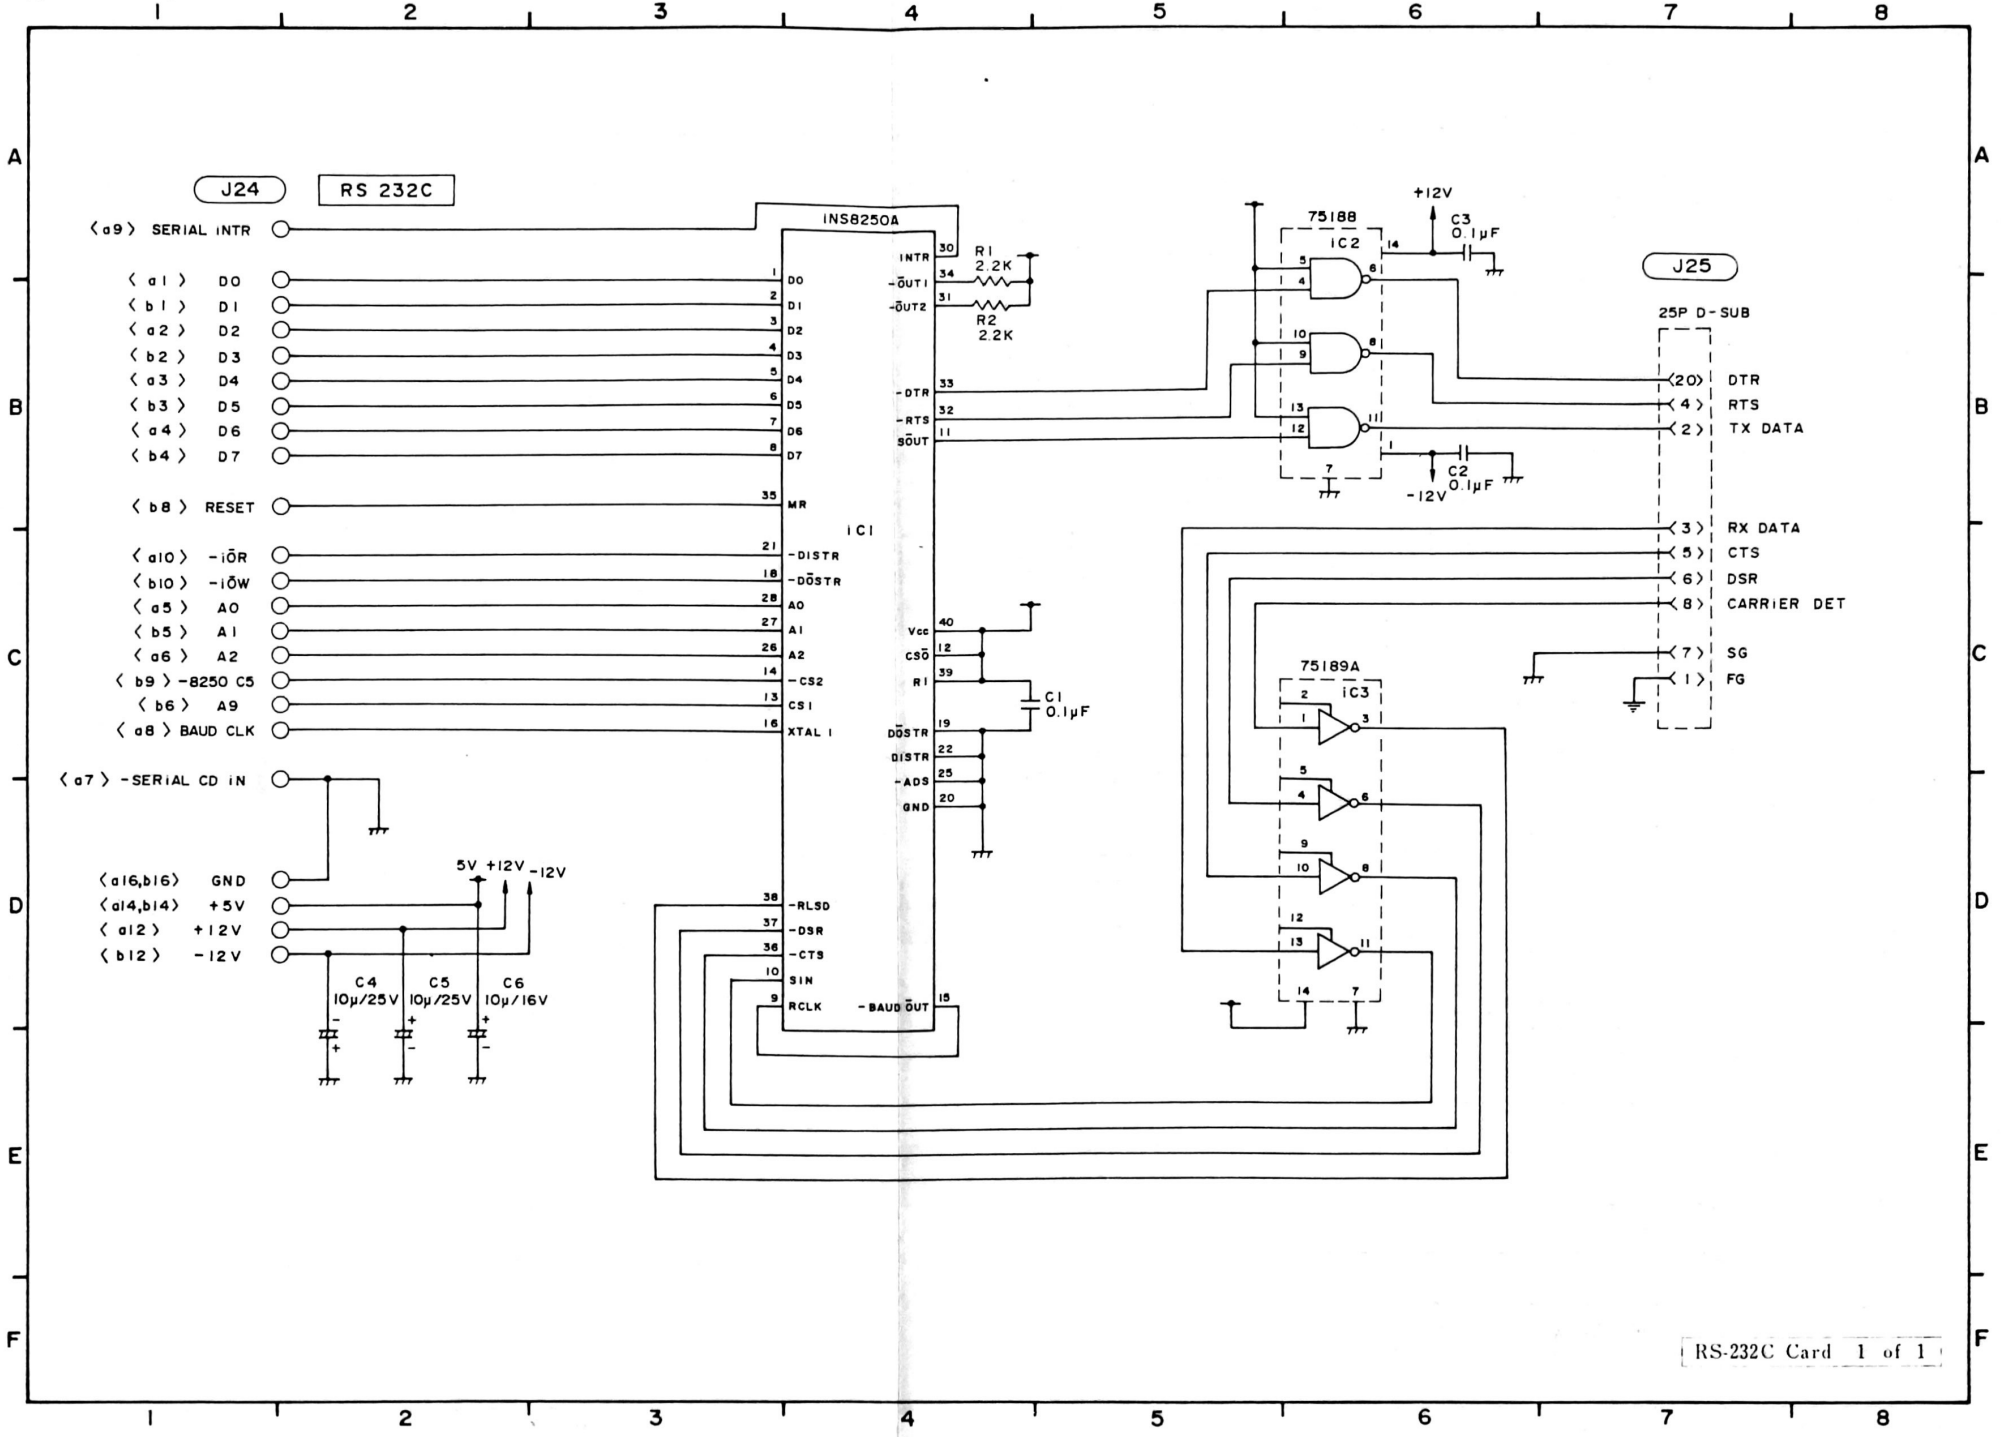 1 2 3 4 5 6 7 8
A A
J24 RS 232C
<a9> SERIAL INTR
<a1> D0
<b1> D1
<a2> D2
<b2> D3
<a3> D4
<b3> D5
<a4> D6
<b4> D7
<b8> RESET
<a10> -IOR
<b10> -IOW
<a5> A0
<b5> A1
<a6> A2
<b9> -8250 C5
<b6> A9
<a8> BAUD CLK
<a7> -SERIAL CD IN
<a16,b16> GND
<a14,b14> +5V
<a12> +12V
<b12> -12V
5V +12V -12V
C4
10μ/25V
C5
10μ/25V
C6
10μ/16V
- +
+ -
+ -
INS8250A
IC1
1 D0
2 D1
3 D2
4 D3
5 D4
6 D5
7 D6
8 D7
35 MR
21 -DISTR
18 -DOSTR
28 A0
27 A1
26 A2
14 -CS2
13 CS1
16 XTAL 1
38 -RLSD
37 -DSR
36 -CTS
10 SIN
9 RCLK
INTR 30
-OUT1 34
-OUT2 31
-DTR 33
-RTS 32
SOUT 11
Vcc 40
CSO 12
RI 39
DOSTR 19
DISTR 22
-ADS 25
GND 20
-BAUD OUT 15
R1
2.2K
R2
2.2K
C1
0.1μF
75188
IC2
5
4
6
10
9
8
13
12
11
7
14
1
+12V
C3
0.1μF
-12V
C2
0.1μF
75189A
IC3
2
1 3
5
4 6
9
10 8
12
13 11
14 7
J25
25P D-SUB
<20> DTR
<4> RTS
<2> TX DATA
<3> RX DATA
<5> CTS
<6> DSR
<8> CARRIER DET
<7> SG
<1> FG
B B
C C
D D
E E
F F
RS-232C Card 1 of 1
1 2 3 4 5 6 7 8